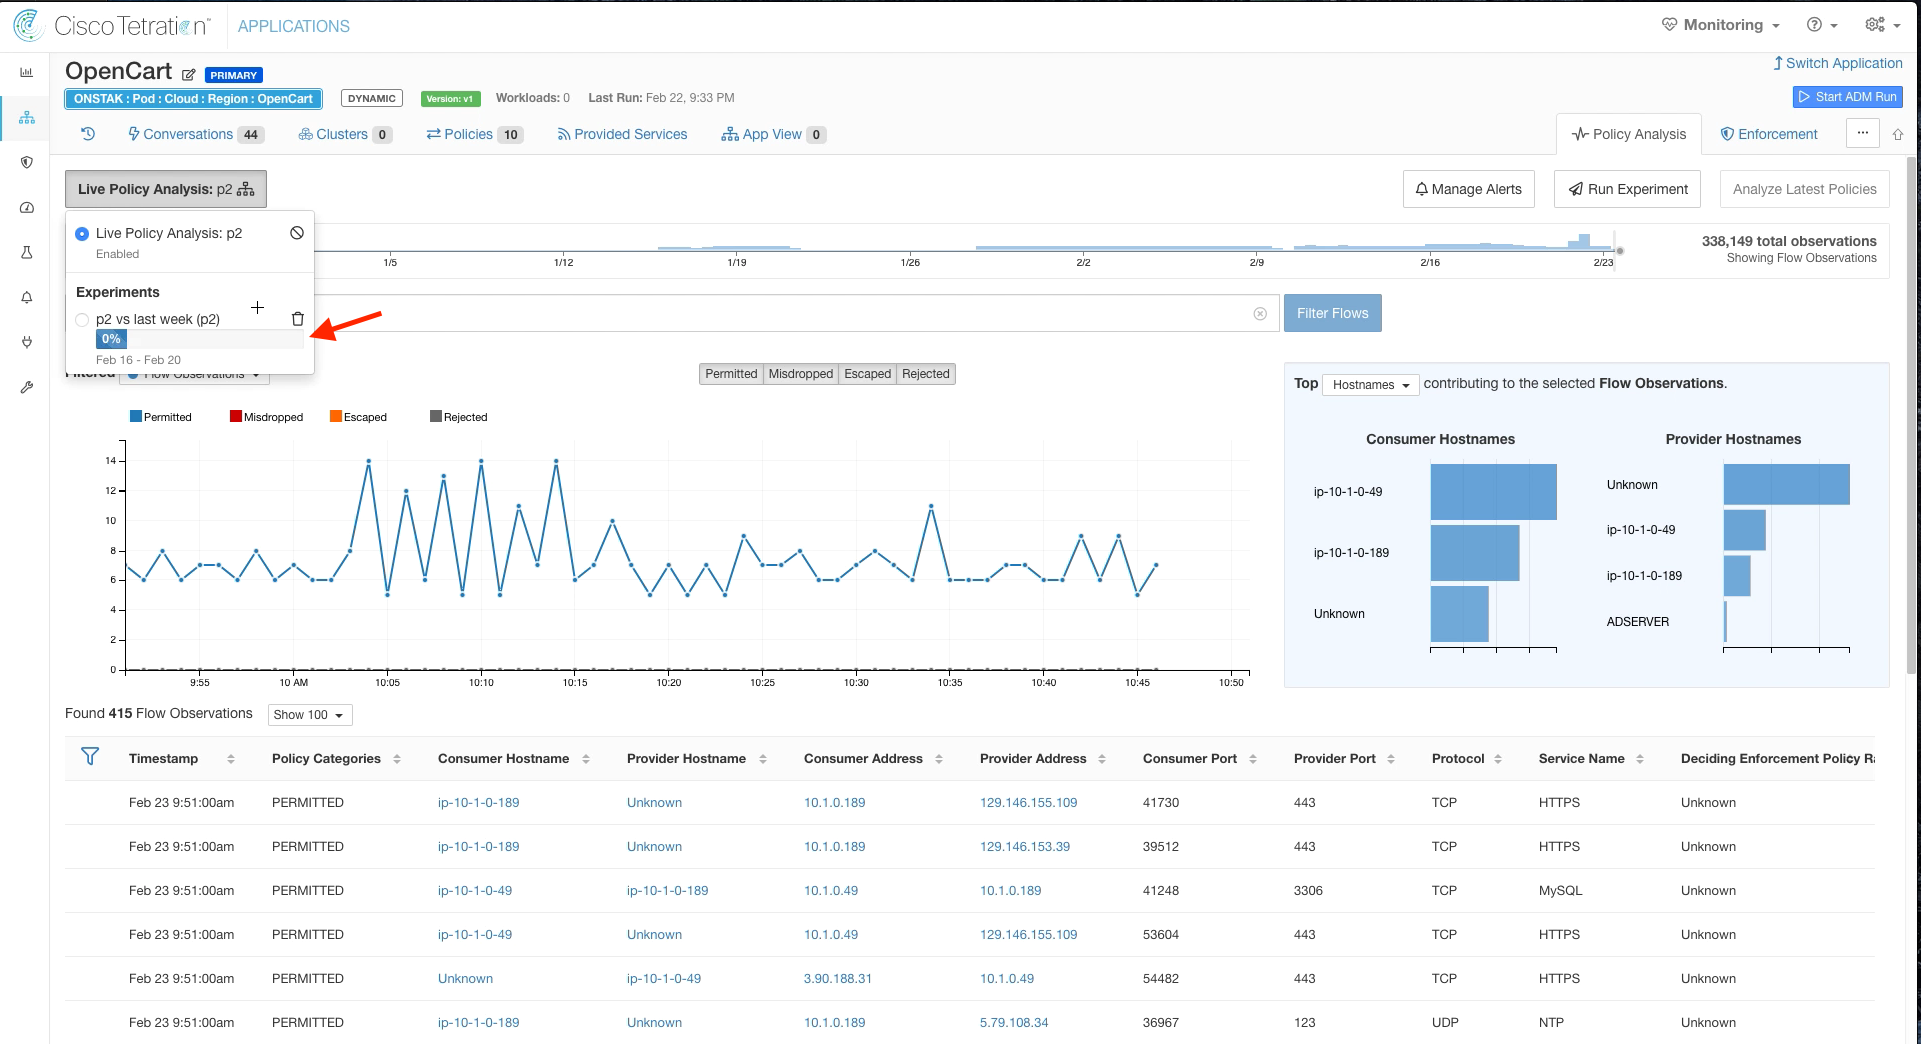 Cisco Tetration™ APPLICATIONS Monitoring
OpenCart PRIMARY Switch Application
ONSTAK : Pod : Cloud : Region : OpenCart DYNAMIC Version: v1 Workloads: 0 Last Run: Feb 22, 9:33 PM Start ADM Run
Conversations 44 Clusters 0 Policies 10 Provided Services App View 0 Policy Analysis Enforcement ...
Live Policy Analysis: p2 Manage Alerts Run Experiment Analyze Latest Policies
Live Policy Analysis: p2
Enabled
338,149 total observations
Showing Flow Observations
1/5 1/12 1/19 1/26 2/2 2/9 2/16 2/23
Experiments
p2 vs last week (p2)
0%
Feb 16 - Feb 20
Filter Flows
Filtered Flow Observations
Permitted Misdropped Escaped Rejected
Top Hostnames contributing to the selected Flow Observations.
Permitted Misdropped Escaped Rejected
Consumer Hostnames Provider Hostnames
14
12
10
8
6
4
2
0
9:55 10 AM 10:05 10:10 10:15 10:20 10:25 10:30 10:35 10:40 10:45 10:50
ip-10-1-0-49
ip-10-1-0-189
Unknown
Unknown
ip-10-1-0-49
ip-10-1-0-189
ADSERVER
Found 415 Flow Observations Show 100
Timestamp Policy Categories Consumer Hostname Provider Hostname Consumer Address Provider Address Consumer Port Provider Port Protocol Service Name Deciding Enforcement Policy Ra
Feb 23 9:51:00am PERMITTED ip-10-1-0-189 Unknown 10.1.0.189 129.146.155.109 41730 443 TCP HTTPS Unknown
Feb 23 9:51:00am PERMITTED ip-10-1-0-189 Unknown 10.1.0.189 129.146.153.39 39512 443 TCP HTTPS Unknown
Feb 23 9:51:00am PERMITTED ip-10-1-0-49 ip-10-1-0-189 10.1.0.49 10.1.0.189 41248 3306 TCP MySQL Unknown
Feb 23 9:51:00am PERMITTED ip-10-1-0-49 Unknown 10.1.0.49 129.146.155.109 53604 443 TCP HTTPS Unknown
Feb 23 9:51:00am PERMITTED Unknown ip-10-1-0-49 3.90.188.31 10.1.0.49 54482 443 TCP HTTPS Unknown
Feb 23 9:51:00am PERMITTED ip-10-1-0-189 Unknown 10.1.0.189 5.79.108.34 36967 123 UDP NTP Unknown